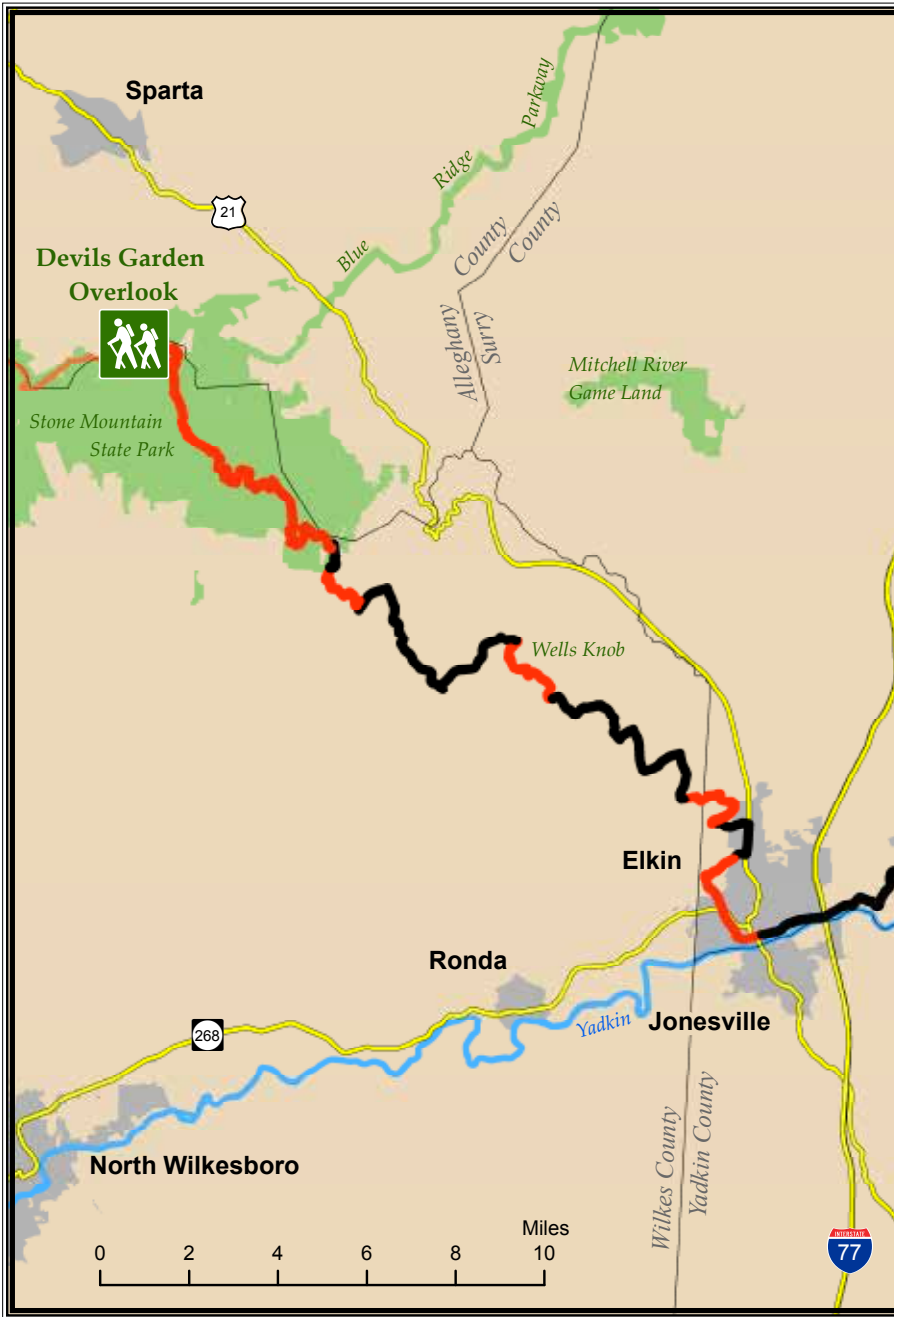 Sparta
Parkway
Ridge
21
Blue
County
County
Devils Garden
Overlook
Alleghany
Surry
Mitchell River
Game Land
Stone Mountain
State Park
Wells Knob
Elkin
Ronda
Yadkin
Jonesville
268
Wilkes County
Yadkin County
North Wilkesboro
Miles
0 2 4 6 8 10
INTERSTATE
77